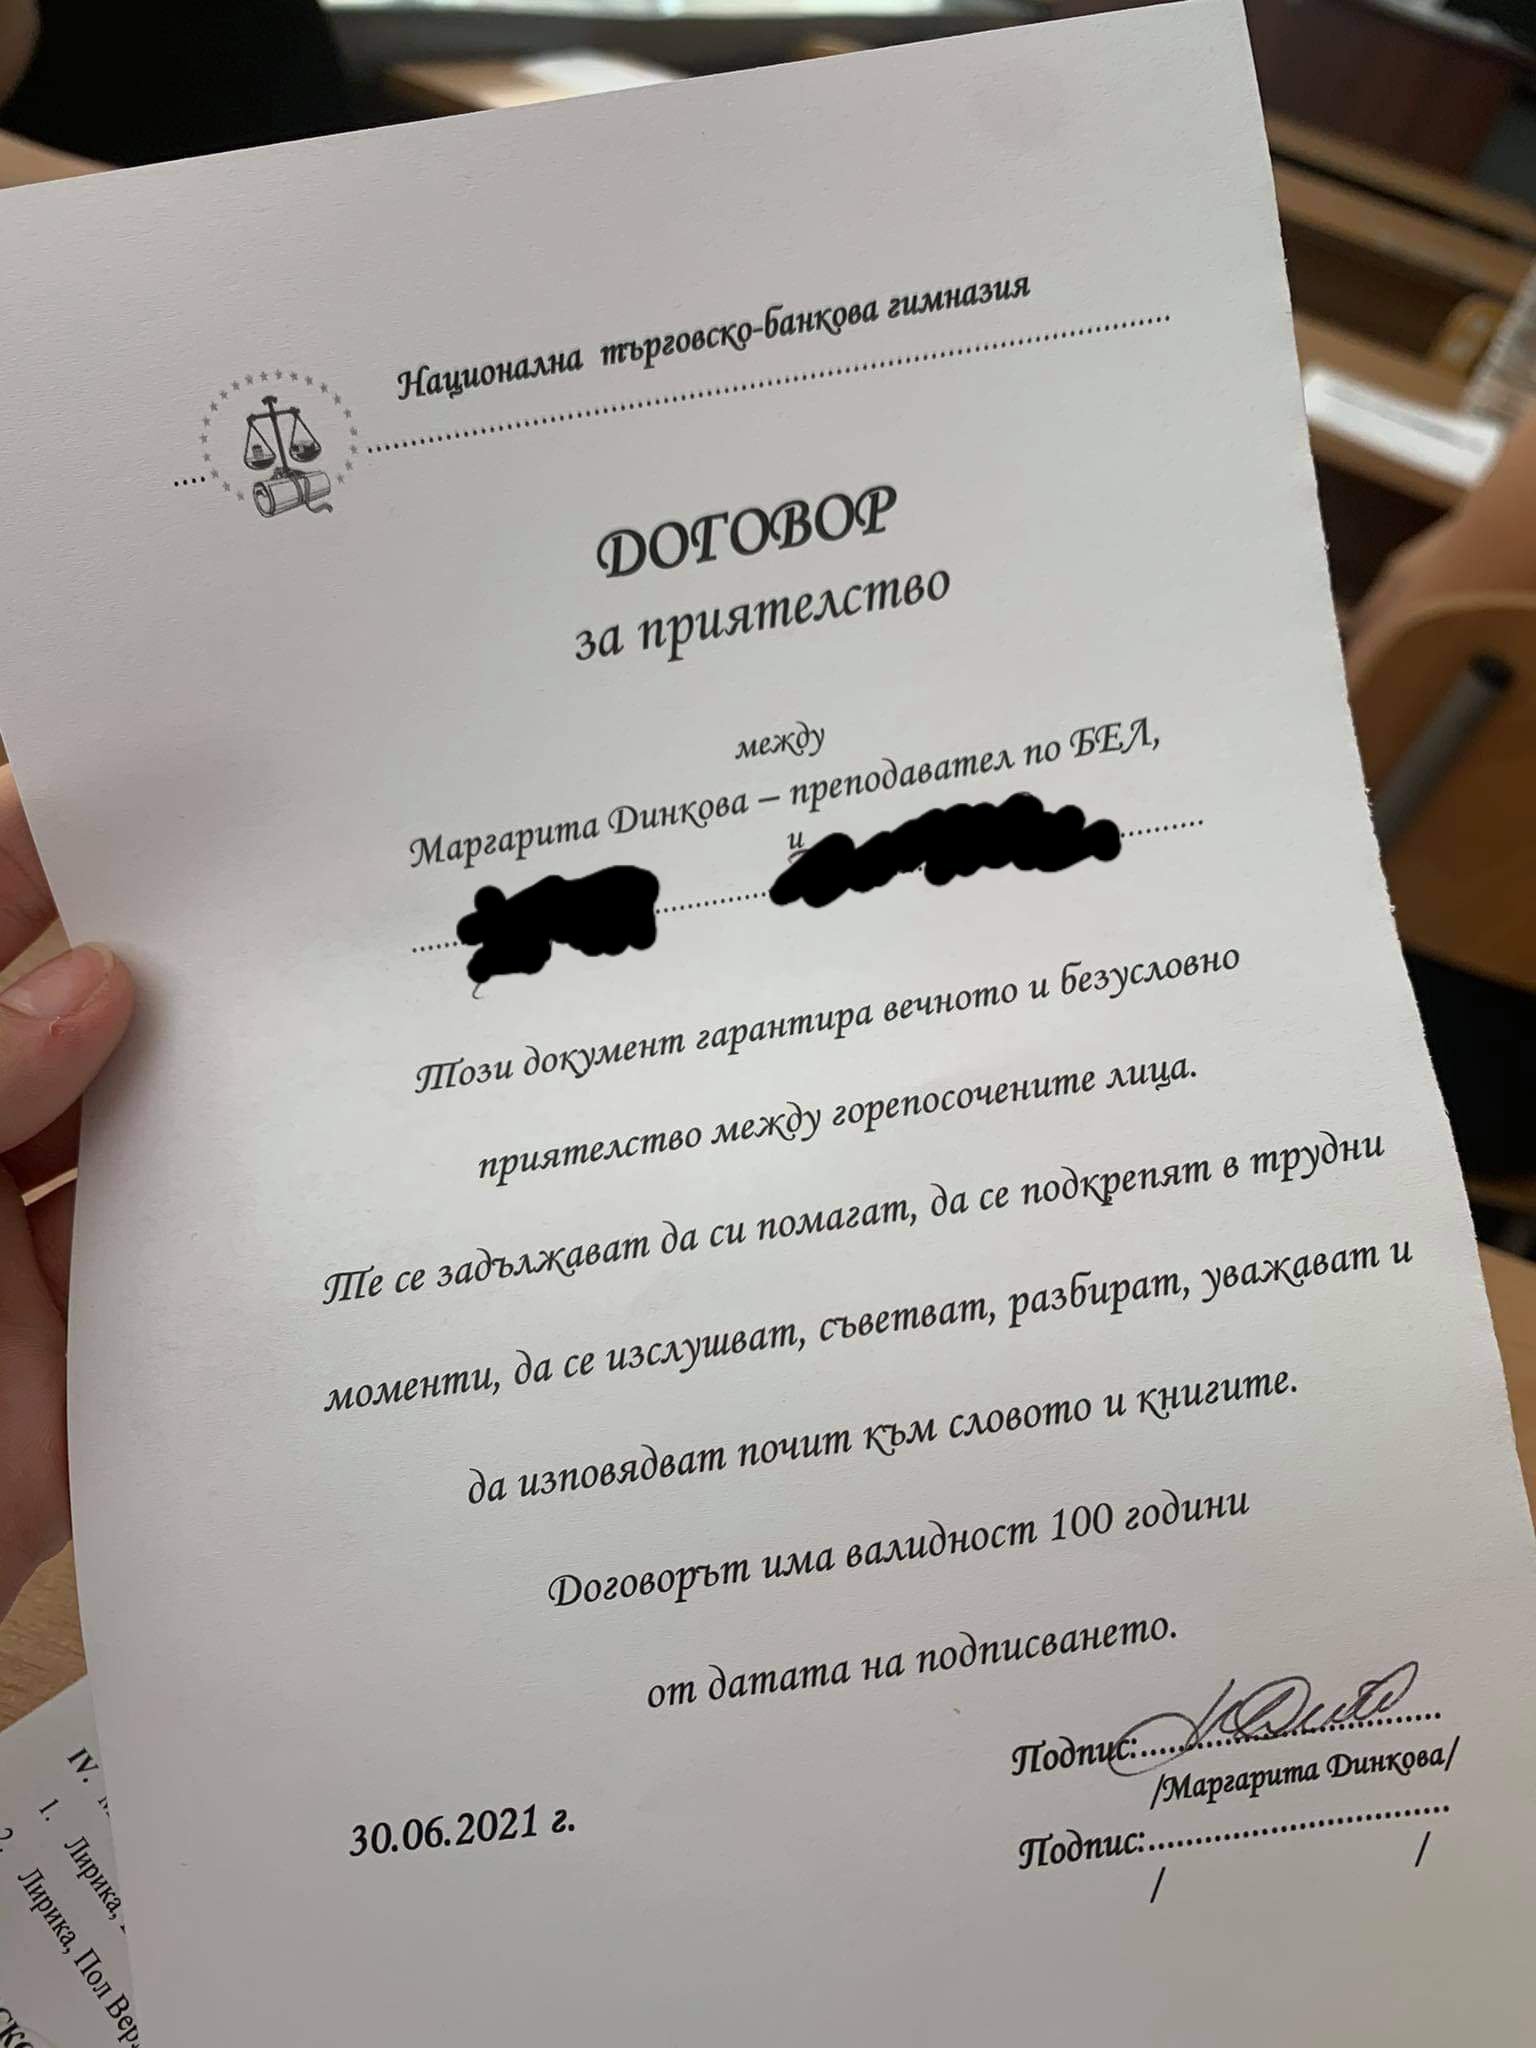 Национална търговско-банкова гимназия
ДОГОВОР
за приятелство
между
Маргарита Динкова – преподавател по БЕЛ,
и
Този документ гарантира вечното и безусловно
приятелство между горепосочените лица.
Те се задължават да си помагат, да се подкрепят в трудни
моменти, да се изслушват, съветват, разбират, уважават и
да изповядват почит към словото и книгите.
Договорът има валидност 100 години
от датата на подписването.
Подпис:
/Маргарита Динкова/
30.06.2021 г.
Подпис:
/ /
IV.
1. Лирика,
2. Лирика, Пол